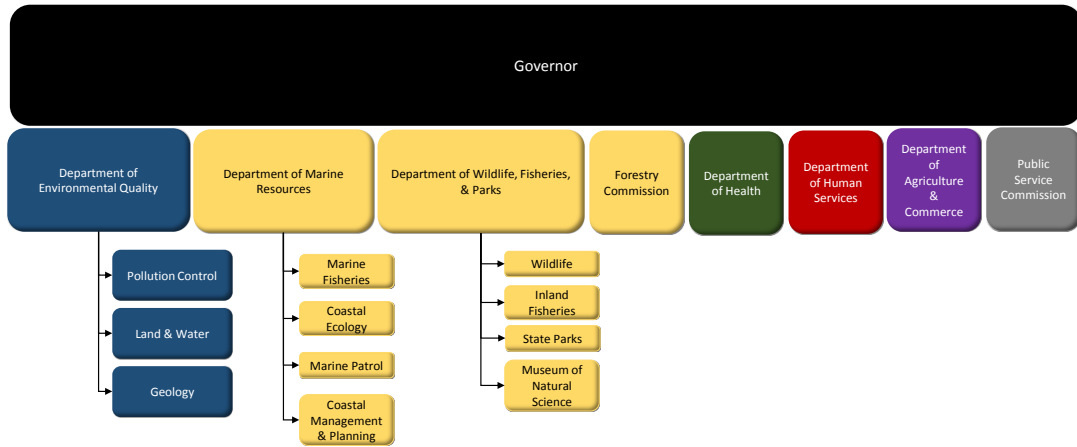 Governor
Department of
Environmental Quality
Department of Marine
Resources
Department of Wildlife, Fisheries,
& Parks
Forestry
Commission
Department
of Health
Department
of Human
Services
Department
of
Agriculture
&
Commerce
Public
Service
Commission
Pollution Control
Land & Water
Geology
Marine
Fisheries
Coastal
Ecology
Marine Patrol
Coastal
Management
& Planning
Wildlife
Inland
Fisheries
State Parks
Museum of
Natural
Science